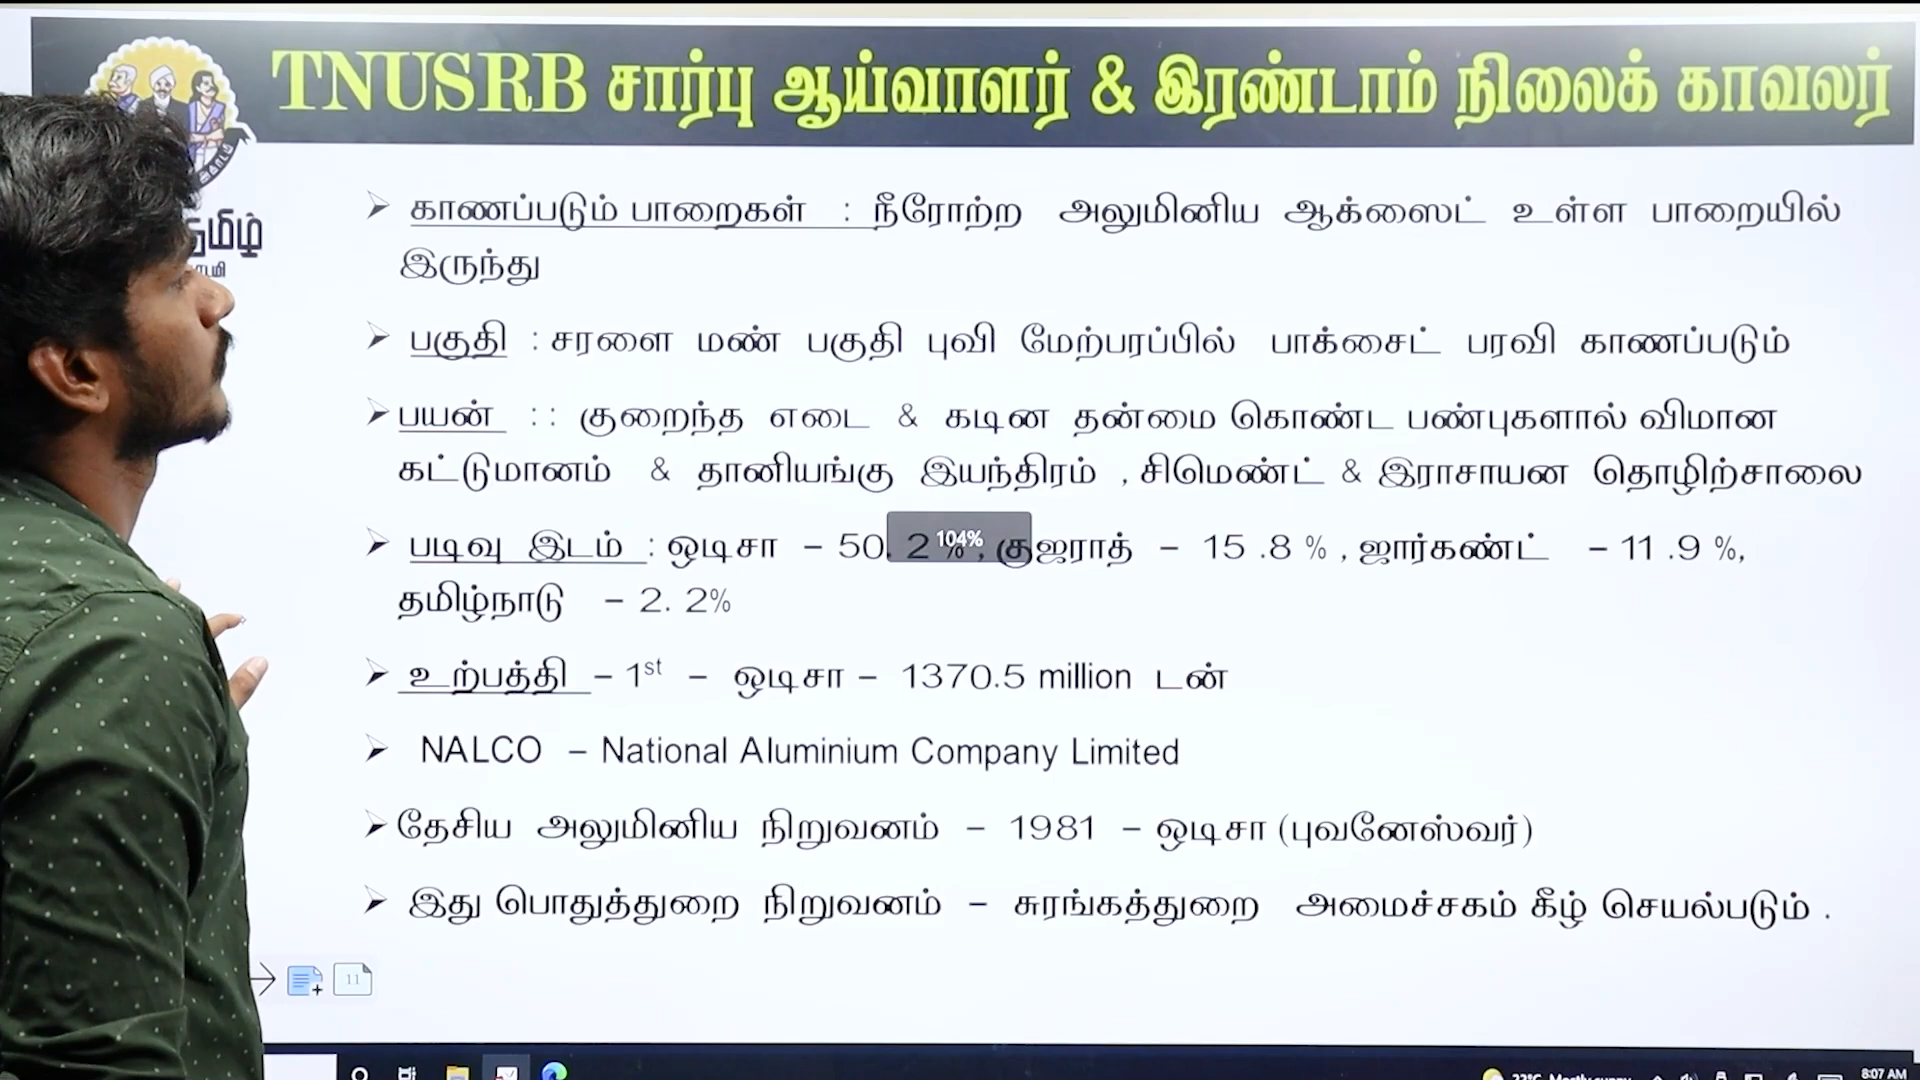 TNUSRB சார்பு ஆய்வாளர் & இரண்டாம் நிலைக் காவலர்
காணப்படும் பாறைகள் : நீரோற்ற அலுமினிய ஆக்ஸைட் உள்ள பாறையில்
இருந்து
பகுதி : சரளை மண் பகுதி புவி மேற்பரப்பில் பாக்சைட் பரவி காணப்படும்
பயன் : : குறைந்த எடை & கடின தன்மை கொண்ட பண்புகளால் விமான
கட்டுமானம் & தானியங்கு இயந்திரம் , சிமெண்ட் & இராசாயன தொழிற்சாலை
104%
படிவு இடம் : ஒடிசா – 50. 2 % , குஜராத் – 15 .8 % , ஜார்கண்ட் – 11 .9 %,
தமிழ்நாடு – 2. 2%
உற்பத்தி – 1st – ஒடிசா – 1370.5 million டன்
NALCO – National Aluminium Company Limited
தேசிய அலுமினிய நிறுவனம் – 1981 – ஒடிசா (புவனேஸ்வர்)
இது பொதுத்துறை நிறுவனம் – சுரங்கத்துறை அமைச்சகம் கீழ் செயல்படும் .
11
8:07 AM